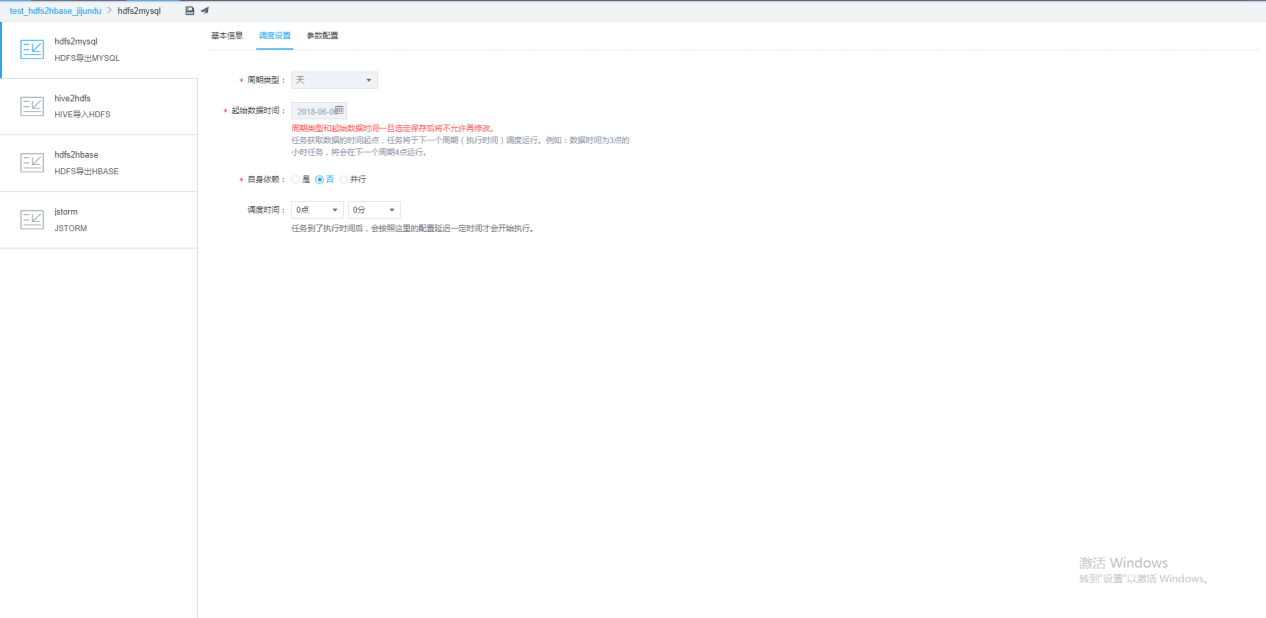 test_hdfs2hbase_jijundu > hdfs2mysql
hdfs2mysql
HDFS导出MYSQL
hive2hdfs
HIVE导入HDFS
hdfs2hbase
HDFS导出HBASE
jstorm
JSTORM
基本信息 调度设置 参数配置
* 周期类型： 天
* 起始数据时间： 2018-06-06
周期类型和起始数据时间一旦选定保存后将不允许再修改。
任务获取数据的时间起点，任务将于下一个周期（执行时间）调度运行。例如：数据时间为3点的
小时任务，将会在下一个周期4点运行。
* 自身依赖： 是 否 并行
调度时间： 0点 0分
任务到了执行时间后，会按照这里的配置延迟一定时间才会开始执行。
激活 Windows
转到"设置"以激活 Windows。